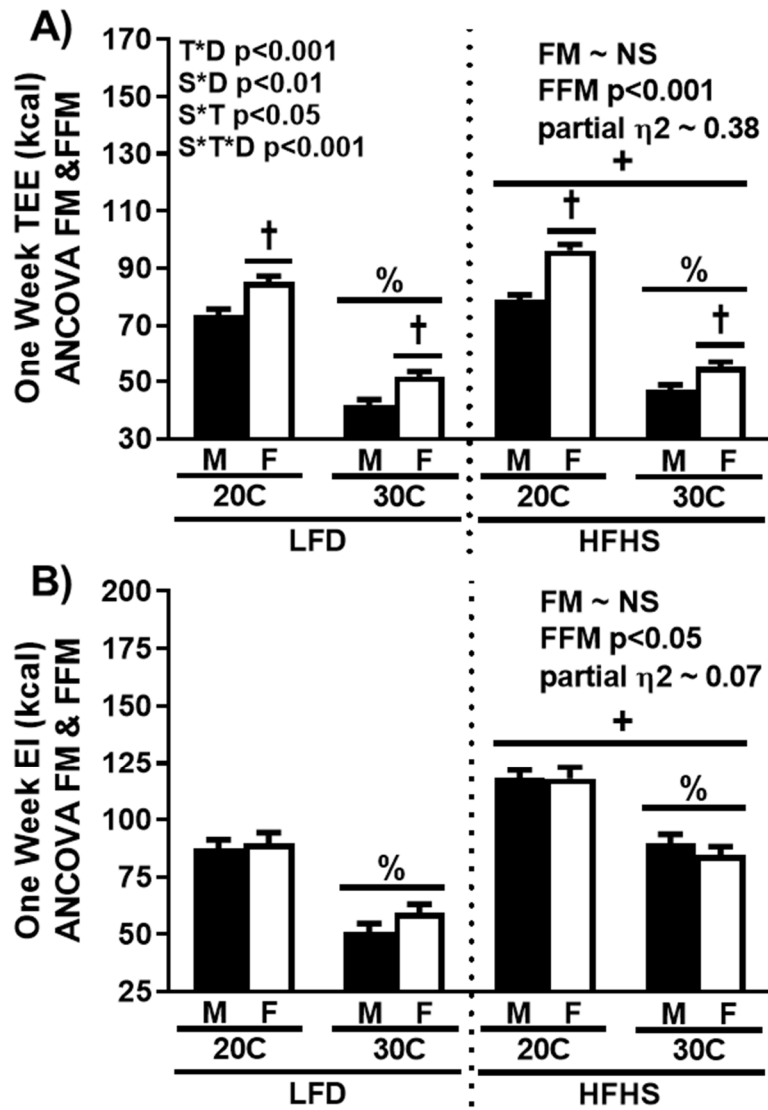 A)
One Week TEE (kcal)
ANCOVA FM &FFM
170
150
130
110
90
70
50
30
T*D p<0.001
S*D p<0.01
S*T p<0.05
S*T*D p<0.001
FM ~ NS
FFM p<0.001
partial η2 ~ 0.38
+
† † % %
† †
M F M F M F M F
20C 30C 20C 30C
LFD HFHS
B)
One Week EI (kcal)
ANCOVA FM & FFM
200
175
150
125
100
75
50
25
FM ~ NS
FFM p<0.05
partial η2 ~ 0.07
+
% %
M F M F M F M F
20C 30C 20C 30C
LFD HFHS